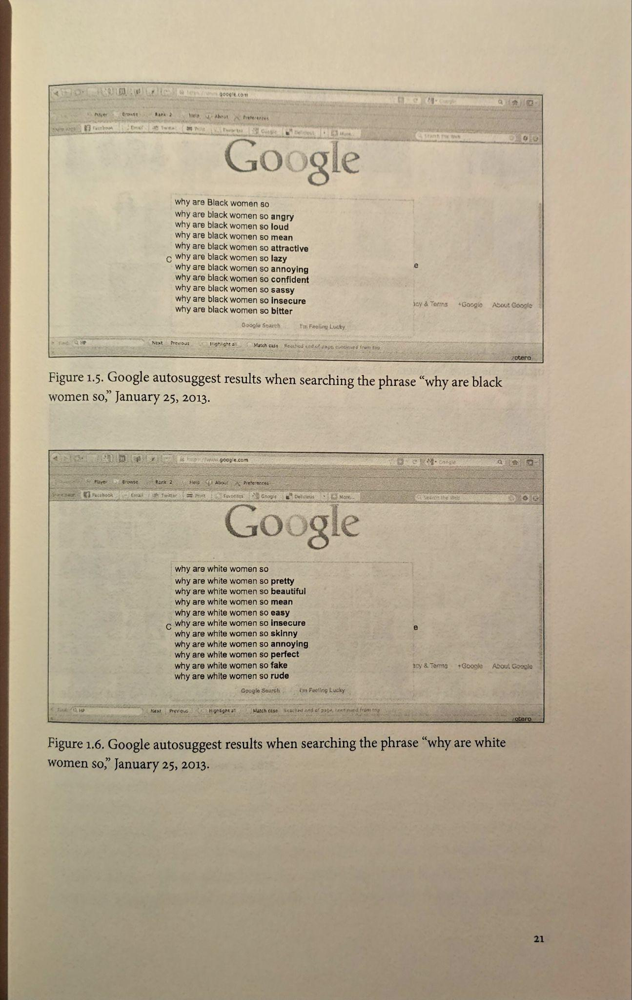 google.com
Player Browse Rank 2 Help About Preferences
Facebook Email Twitter Print Favorites Google Delicious More...
Search the Web
Google
why are Black women so
why are black women so angry
why are black women so loud
why are black women so mean
why are black women so attractive
C why are black women so lazy
why are black women so annoying e
why are black women so confident
why are black women so sassy
why are black women so insecure
why are black women so bitter
acy & Terms +Google About Google
Google Search I'm Feeling Lucky
HP Next Previous Highlight all Match case Reached end of page, continued from top
otero
Figure 1.5. Google autosuggest results when searching the phrase “why are black
women so,” January 25, 2013.
https://www.google.com Google
Player Browse Rank 2 Help About Preferences
Share page Facebook Email Twitter Print Favorites Google Delicious More... Search the Web
Google
why are white women so
why are white women so pretty
why are white women so beautiful
why are white women so mean
why are white women so easy
C why are white women so insecure e
why are white women so skinny
why are white women so annoying
why are white women so perfect
why are white women so fake
why are white women so rude
acy & Terms +Google About Google
Google Search I'm Feeling Lucky
HP Next Previous Highlight all Match case Reached end of page, continued from top
otero
Figure 1.6. Google autosuggest results when searching the phrase “why are white
women so,” January 25, 2013.
21